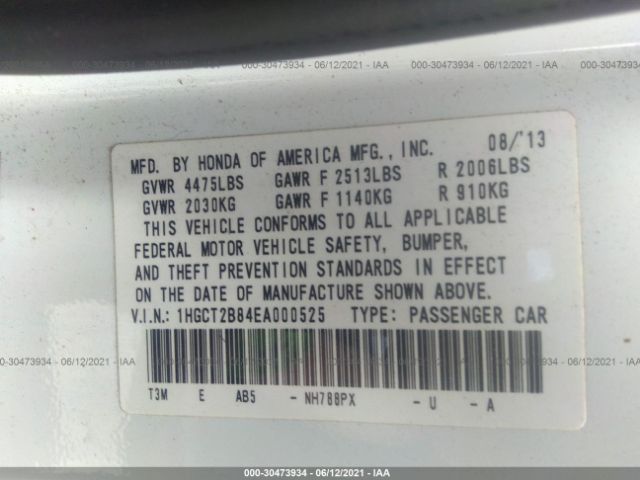 000-30473934 - 06/12/2021 - IAA
MFD. BY HONDA OF AMERICA MFG., INC. 08/'13
GVWR 4475LBS GAWR F 2513LBS R 2006LBS
GVWR 2030KG GAWR F 1140KG R 910KG
THIS VEHICLE CONFORMS TO ALL APPLICABLE
FEDERAL MOTOR VEHICLE SAFETY, BUMPER,
AND THEFT PREVENTION STANDARDS IN EFFECT
ON THE DATE OF MANUFACTURE SHOWN ABOVE.
V.I.N.: 1HGCT2B84EA000525 TYPE: PASSENGER CAR
T3M E AB5 - NH788PX - U - A
000-30473934 - 06/12/2021 - IAA